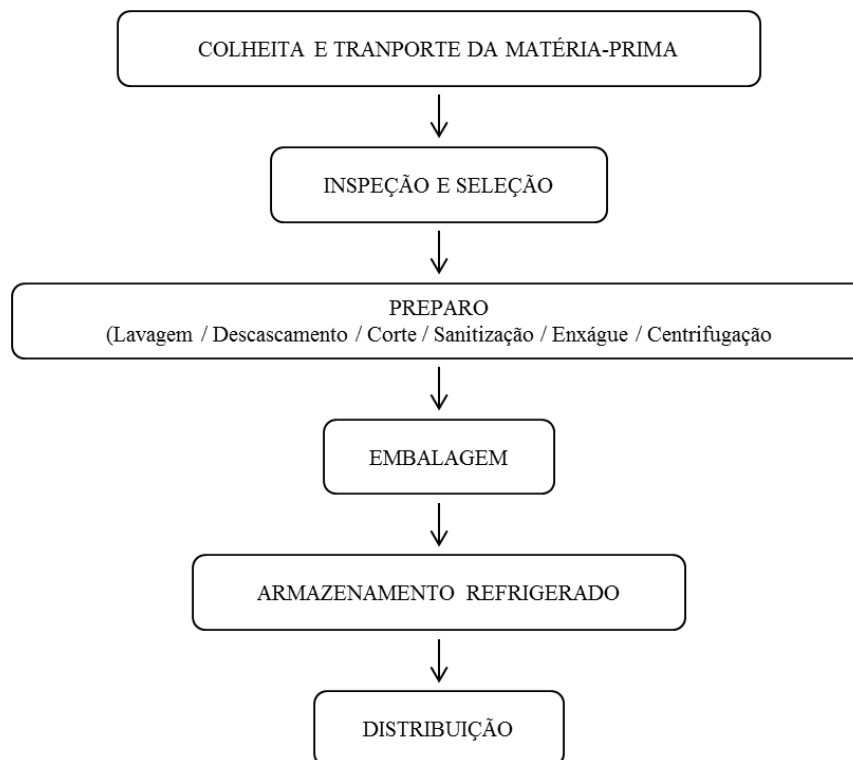 COLHEITA E TRANPORTE DA MATÉRIA-PRIMA
INSPEÇÃO E SELEÇÃO
PREPARO
(Lavagem / Descascamento / Corte / Sanitização / Enxágue / Centrifugação
EMBALAGEM
ARMAZENAMENTO REFRIGERADO
DISTRIBUIÇÃO